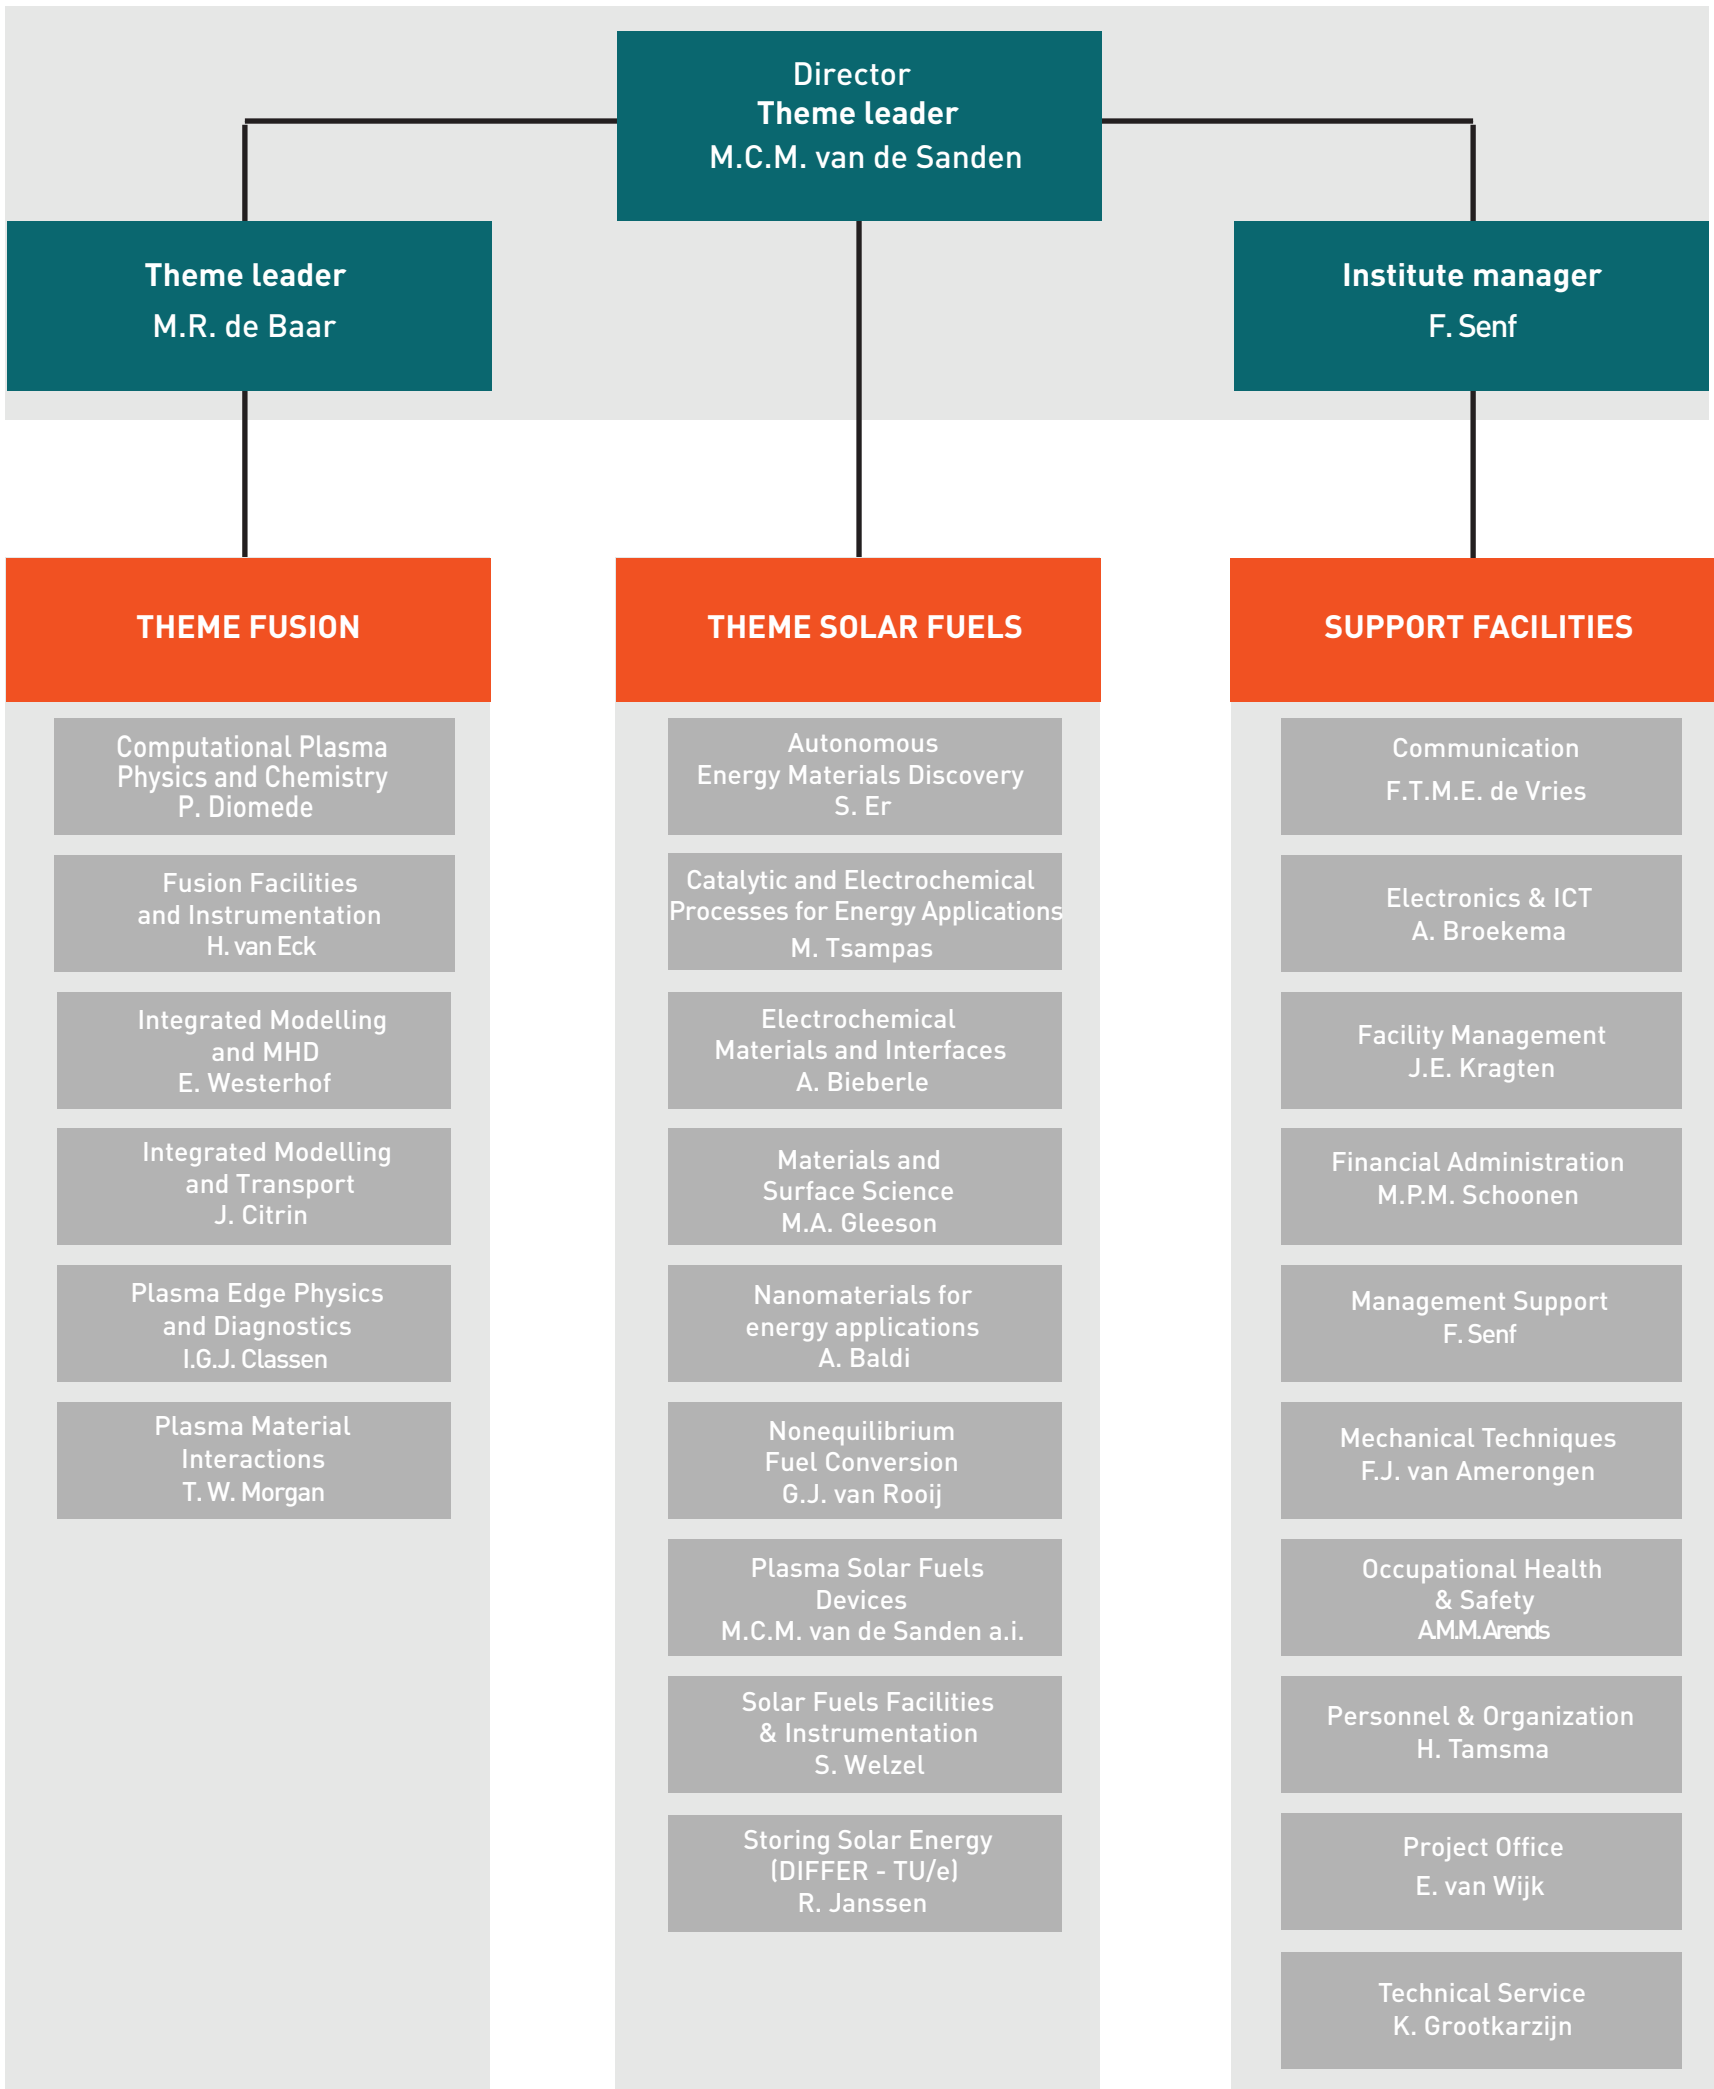 Director
Theme leader
M.C.M. van de Sanden
Theme leader
M.R. de Baar
Institute manager
F. Senf
THEME FUSION
Computational Plasma
Physics and Chemistry
P. Diomede
Fusion Facilities
and Instrumentation
H. van Eck
Integrated Modelling
and MHD
E. Westerhof
Integrated Modelling
and Transport
J. Citrin
Plasma Edge Physics
and Diagnostics
I.G.J. Classen
Plasma Material
Interactions
T. W. Morgan
THEME SOLAR FUELS
Autonomous
Energy Materials Discovery
S. Er
Catalytic and Electrochemical
Processes for Energy Applications
M. Tsampas
Electrochemical
Materials and Interfaces
A. Bieberle
Materials and
Surface Science
M.A. Gleeson
Nanomaterials for
energy applications
A. Baldi
Nonequilibrium
Fuel Conversion
G.J. van Rooij
Plasma Solar Fuels
Devices
M.C.M. van de Sanden a.i.
Solar Fuels Facilities
& Instrumentation
S. Welzel
Storing Solar Energy
(DIFFER - TU/e)
R. Janssen
SUPPORT FACILITIES
Communication
F.T.M.E. de Vries
Electronics & ICT
A. Broekema
Facility Management
J.E. Kragten
Financial Administration
M.P.M. Schoonen
Management Support
F. Senf
Mechanical Techniques
F.J. van Amerongen
Occupational Health
& Safety
A.M.M. Arends
Personnel & Organization
H. Tamsma
Project Office
E. van Wijk
Technical Service
K. Grootkarzijn